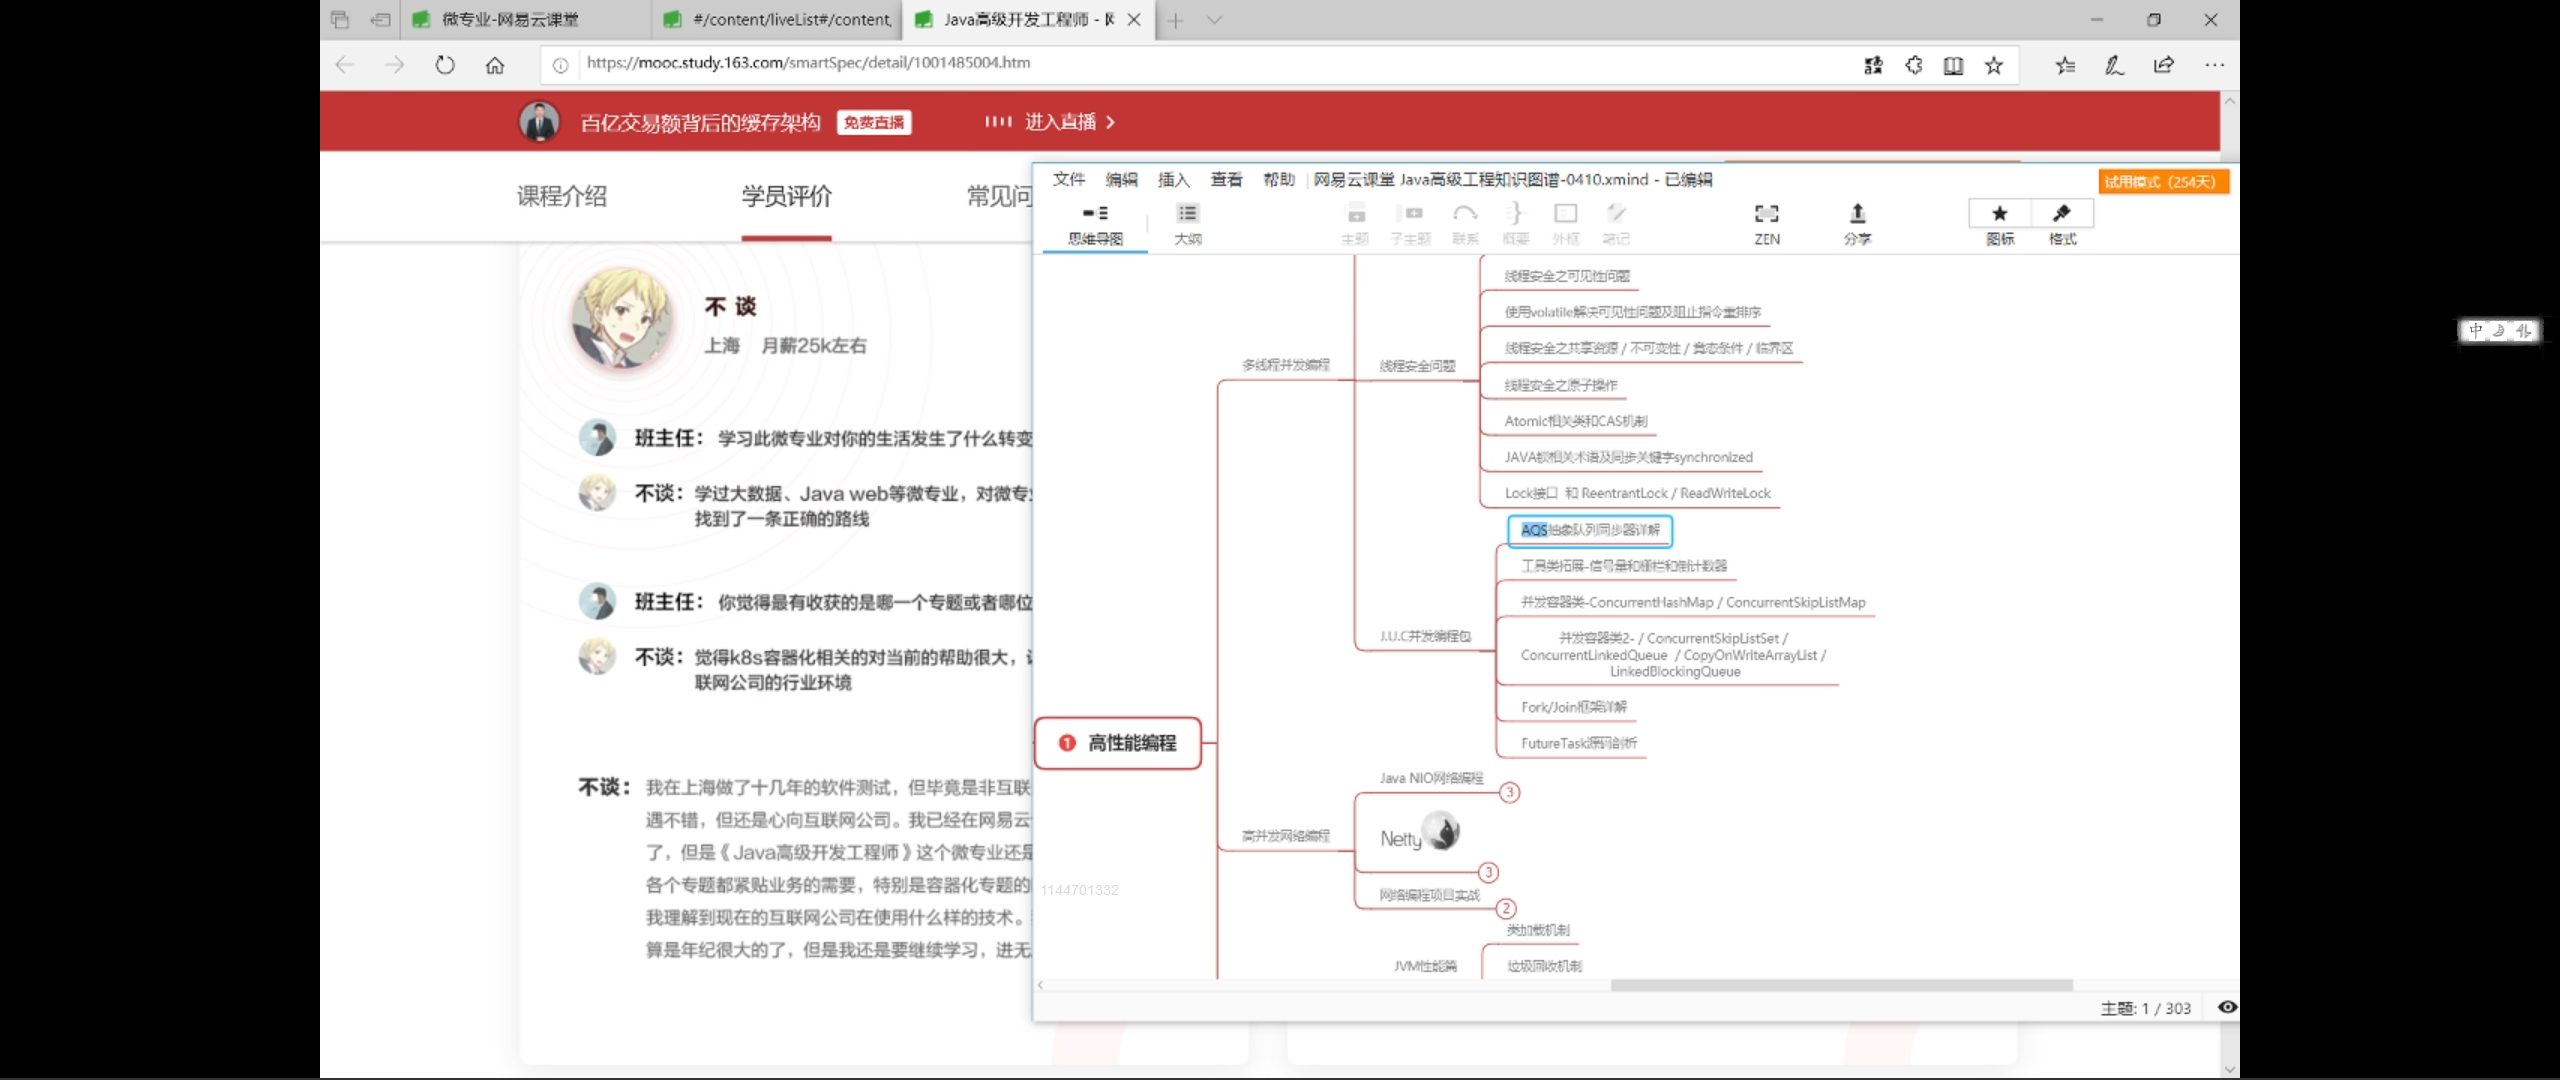 微专业-网易云课堂
#/content/liveList#/content,
Java高级开发工程师 - 网
https://mooc.study.163.com/smartSpec/detail/1001485004.htm
百亿交易额背后的缓存架构 免费直播 进入直播
课程介绍 学员评价 常见问
不 谈
上海 月薪25k左右
班主任： 学习此微专业对你的生活发生了什么转变
不谈： 学过大数据、Java web等微专业，对微专业
找到了一条正确的路线
班主任： 你觉得最有收获的是哪一个专题或者哪位
不谈： 觉得k8s容器化相关的对当前的帮助很大，
联网公司的行业环境
不谈： 我在上海做了十几年的软件测试，但毕竟是非互联
遇不错，但还是心向互联网公司。我已经在网易云
了，但是《Java高级开发工程师》这个微专业还是
各个专题都紧贴业务的需要，特别是容器化专题的
我理解到现在的互联网公司在使用什么样的技术。
算是年纪很大的了，但是我还是要继续学习，进无
文件 编辑 插入 查看 帮助 网易云课堂 Java高级工程知识图谱-0410.xmind - 已编辑
试用模式（254天）
思维导图 大纲 主题 子主题 联系 概要 外框 笔记 ZEN 分享 图标 格式
线程安全之可见性问题
使用volatile解决可见性问题及阻止指令重排序
线程安全之共享资源 / 不可变性 / 竟态条件 / 临界区
多线程并发编程
线程安全问题
线程安全之原子操作
Atomic相关类和CAS机制
JAVA锁相关术语及同步关键字synchronized
Lock接口 和 ReentrantLock / ReadWriteLock
AQS抽象队列同步器详解
工具类拓展-信号量和栅栏和倒计数器
并发容器类-ConcurrentHashMap / ConcurrentSkipListMap
J.U.C并发编程包
并发容器类2- / ConcurrentSkipListSet /
ConcurrentLinkedQueue / CopyOnWriteArrayList /
LinkedBlockingQueue
Fork/Join框架详解
FutureTask源码剖析
1 高性能编程
Java NIO网络编程
3
高并发网络编程
Netty
3
网络编程项目实战
2
类加载机制
JVM性能篇
垃圾回收机制
1144701332
主题: 1 / 303
中